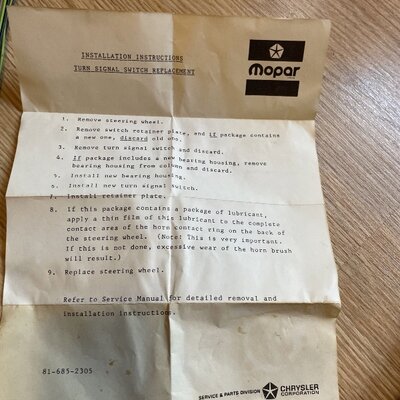 INSTALLATION INSTRUCTIONS
TURN SIGNAL SWITCH REPLACEMENT
Mopar
1. Remove steering wheel.
2. Remove switch retainer plate, and if package contains
a new one, discard old one.
3. Remove turn signal switch and discard.
4. If package includes a new bearing housing, remove
bearing housing from column and discard.
5. Install new bearing housing.
6. Install new turn signal switch.
7. Install retainer plate.
8. If this package contains a package of lubricant,
apply a thin film of this lubricant to the complete
contact area of the horn contact ring on the back of
the steering wheel. (Note: This is very important.
If this is not done, excessive wear of the horn brush
will result.)
9. Replace steering wheel.
Refer to Service Manual for detailed removal and
installation instructions.
81-685-2305
SERVICE & PARTS DIVISION CHRYSLER
CORPORATION